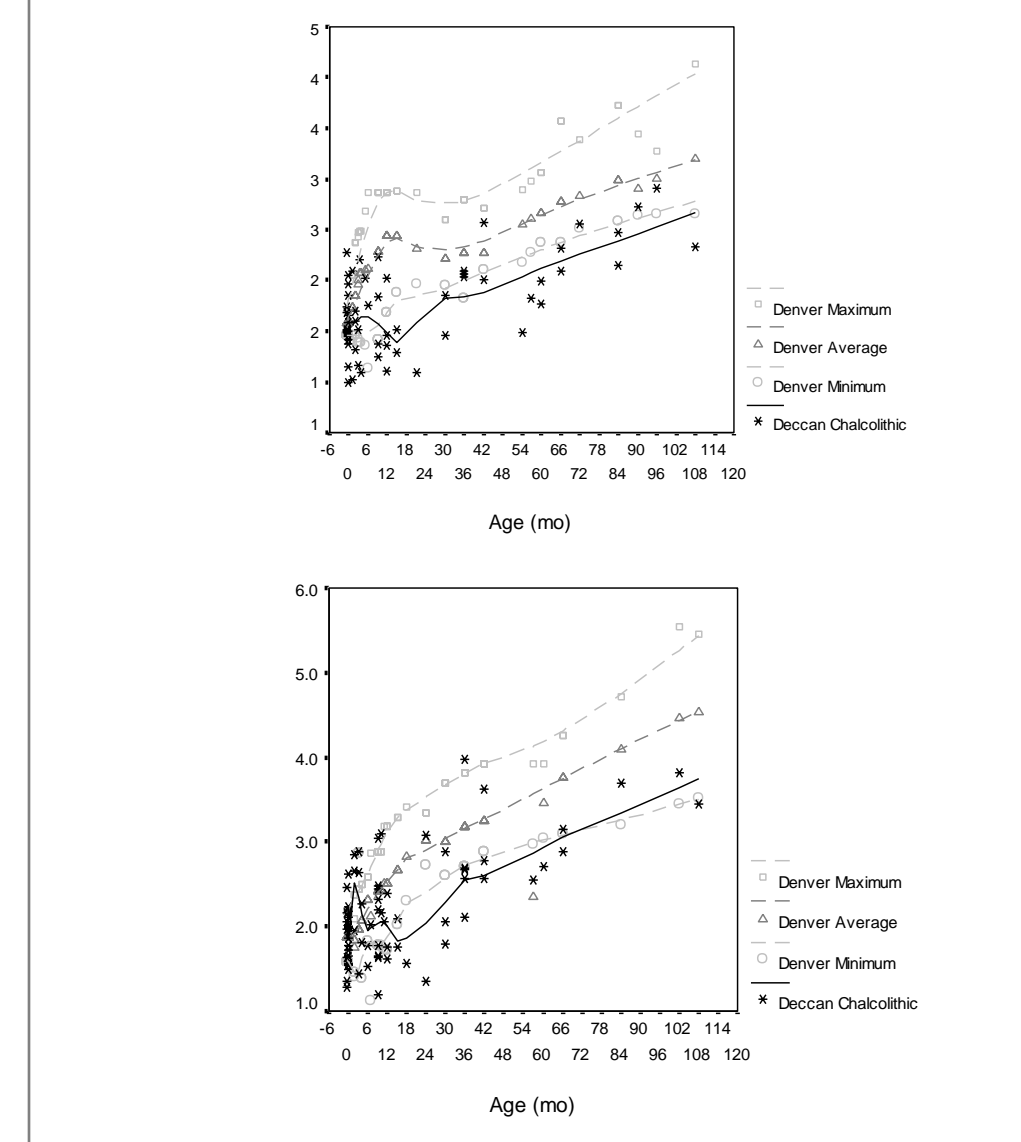 5
4
4
3
3
2
2
1
1
-6 6 18 30 42 54 66 78 90 102 114
0 12 24 36 48 60 72 84 96 108 120
Age (mo)
Denver Maximum
Denver Average
Denver Minimum
Deccan Chalcolithic
6.0
5.0
4.0
3.0
2.0
1.0
-6 6 18 30 42 54 66 78 90 102 114
0 12 24 36 48 60 72 84 96 108 120
Age (mo)
Denver Maximum
Denver Average
Denver Minimum
Deccan Chalcolithic